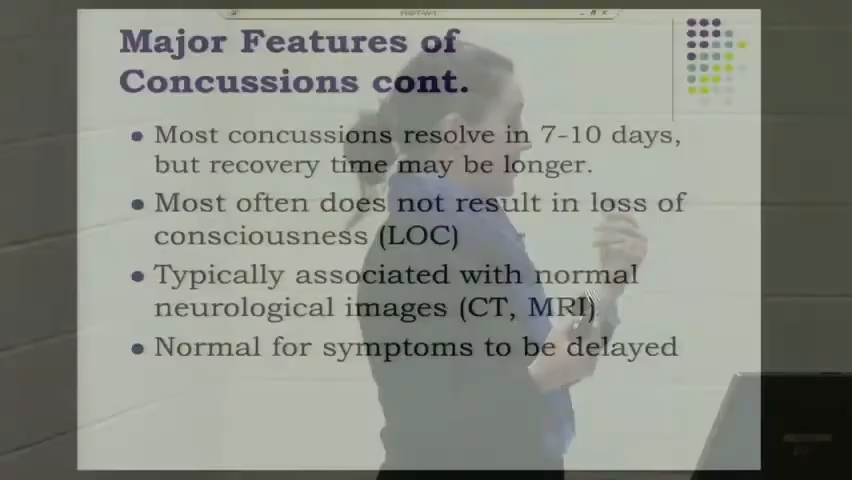 Major Features of
Concussions cont.
• Most concussions resolve in 7-10 days,
but recovery time may be longer.
• Most often does not result in loss of
consciousness (LOC)
• Typically associated with normal
neurological images (CT, MRI)
• Normal for symptoms to be delayed